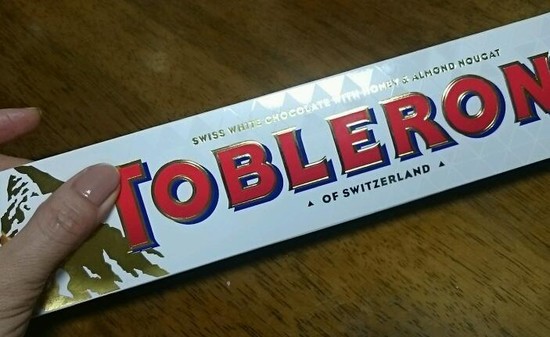 SWISS WHITE CHOCOLATE WITH HONEY & ALMOND NOUGAT
TOBLERON
▲ OF SWITZERLAND ▲